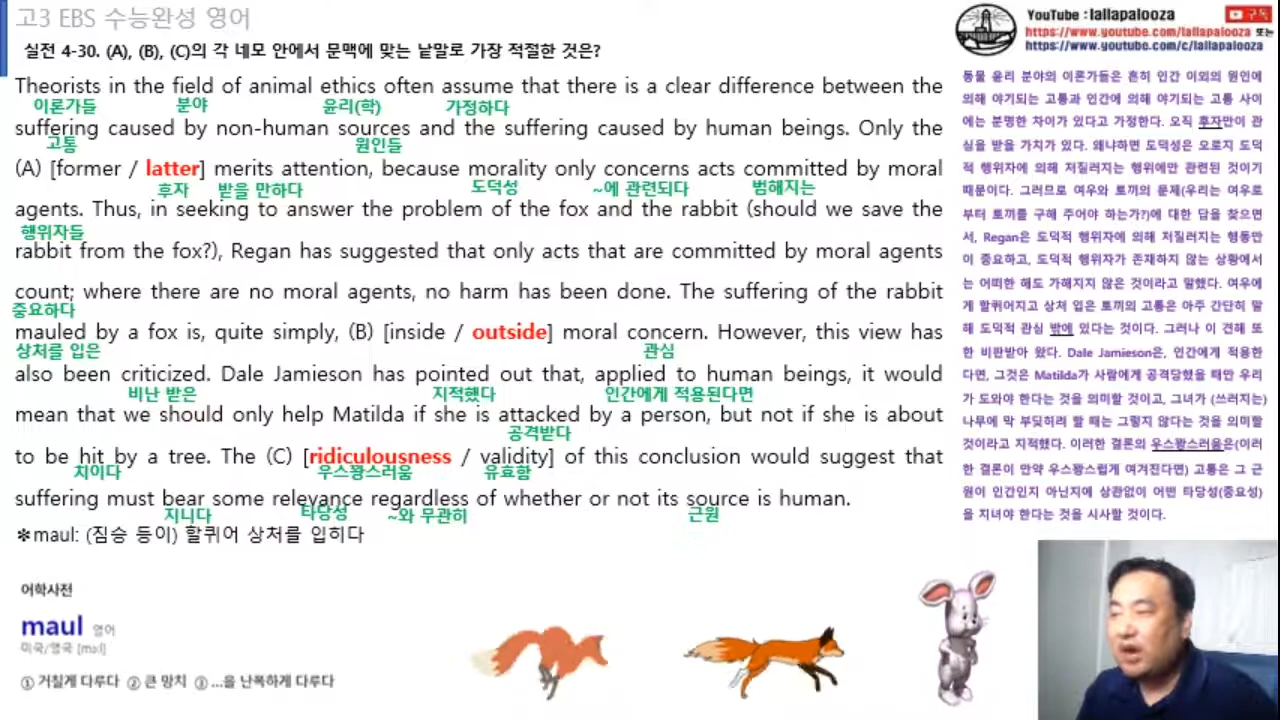 고3 EBS 수능완성 영어
YouTube : lallapalooza
구독
https://www.youtube.com/lallapalooza 또는
https://www.youtube.com/c/lallapalooza
실전 4-30. (A), (B), (C)의 각 네모 안에서 문맥에 맞는 낱말로 가장 적절한 것은?
Theorists in the field of animal ethics often assume that there is a clear difference between the
이론가들 분야 윤리(학) 가정하다
suffering caused by non-human sources and the suffering caused by human beings. Only the
고통 원인들
(A) [former / latter] merits attention, because morality only concerns acts committed by moral
후자 받을 만하다 도덕성 ~에 관련되다 범해지는
agents. Thus, in seeking to answer the problem of the fox and the rabbit (should we save the
행위자들
rabbit from the fox?), Regan has suggested that only acts that are committed by moral agents
count; where there are no moral agents, no harm has been done. The suffering of the rabbit
중요하다
mauled by a fox is, quite simply, (B) [inside / outside] moral concern. However, this view has
상처를 입은 관심
also been criticized. Dale Jamieson has pointed out that, applied to human beings, it would
비난 받은 지적했다 인간에게 적용된다면
mean that we should only help Matilda if she is attacked by a person, but not if she is about
공격받다
to be hit by a tree. The (C) [ridiculousness / validity] of this conclusion would suggest that
치이다 우스꽝스러움 유효함
suffering must bear some relevance regardless of whether or not its source is human.
지니다 타당성 ~와 무관히 근원
＊maul: (짐승 등이) 할퀴어 상처를 입히다
동물 윤리 분야의 이론가들은 흔히 인간 이외의 원인에
의해 야기되는 고통과 인간에 의해 야기되는 고통 사이
에는 분명한 차이가 있다고 가정한다. 오직 후자만이 관
심을 받을 가치가 있다. 왜냐하면 도덕성은 오로지 도덕
적 행위자에 의해 저질러지는 행위에만 관련된 것이기
때문이다. 그러므로 여우와 토끼의 문제(우리는 여우로
부터 토끼를 구해 주어야 하는가?)에 대한 답을 찾으면
서, Regan은 도덕적 행위자에 의해 저질러지는 행동만
이 중요하고, 도덕적 행위자가 존재하지 않는 상황에서
는 어떠한 해도 가해지지 않은 것이라고 말했다. 여우에
게 할퀴어지고 상처 입은 토끼의 고통은 아주 간단히 말
해 도덕적 관심 밖에 있다는 것이다. 그러나 이 견해 또
한 비판받아 왔다. Dale Jamieson은, 인간에게 적용한
다면, 그것은 Matilda가 사람에게 공격당했을 때만 우리
가 도와야 한다는 것을 의미할 것이고, 그녀가 (쓰러지는)
나무에 막 부딪히려 할 때는 그렇지 않다는 것을 의미할
것이라고 지적했다. 이러한 결론의 우스꽝스러움은(이러
한 결론이 만약 우스꽝스럽게 여겨진다면) 고통은 그 근
원이 인간인지 아닌지에 상관없이 어떤 타당성(중요성)
을 지녀야 한다는 것을 시사할 것이다.
어학사전
maul 영어
미국/영국 [mɔːl]
① 거칠게 다루다 ② 큰 망치 ③ …을 난폭하게 다루다